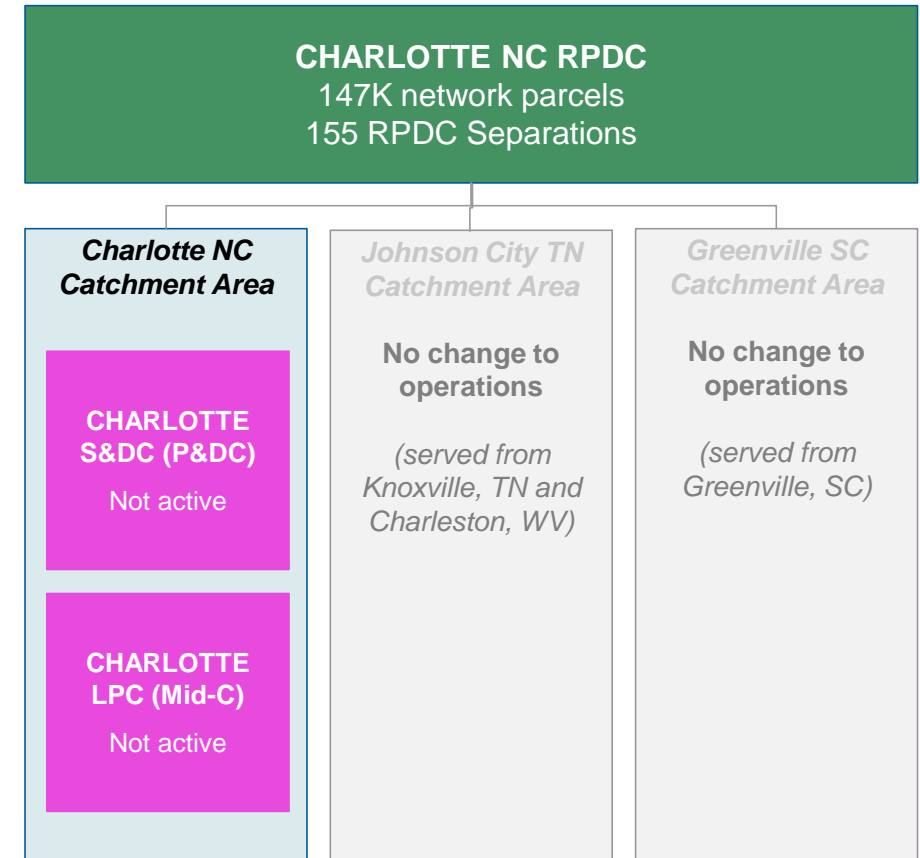 CHARLOTTE NC RPDC
147K network parcels
155 RPDC Separations
Charlotte NC
Catchment Area
CHARLOTTE
S&DC (P&DC)
Not active
CHARLOTTE
LPC (Mid-C)
Not active
Johnson City TN
Catchment Area
No change to
operations
(served from
Knoxville, TN and
Charleston, WV)
Greenville SC
Catchment Area
No change to
operations
(served from
Greenville, SC)